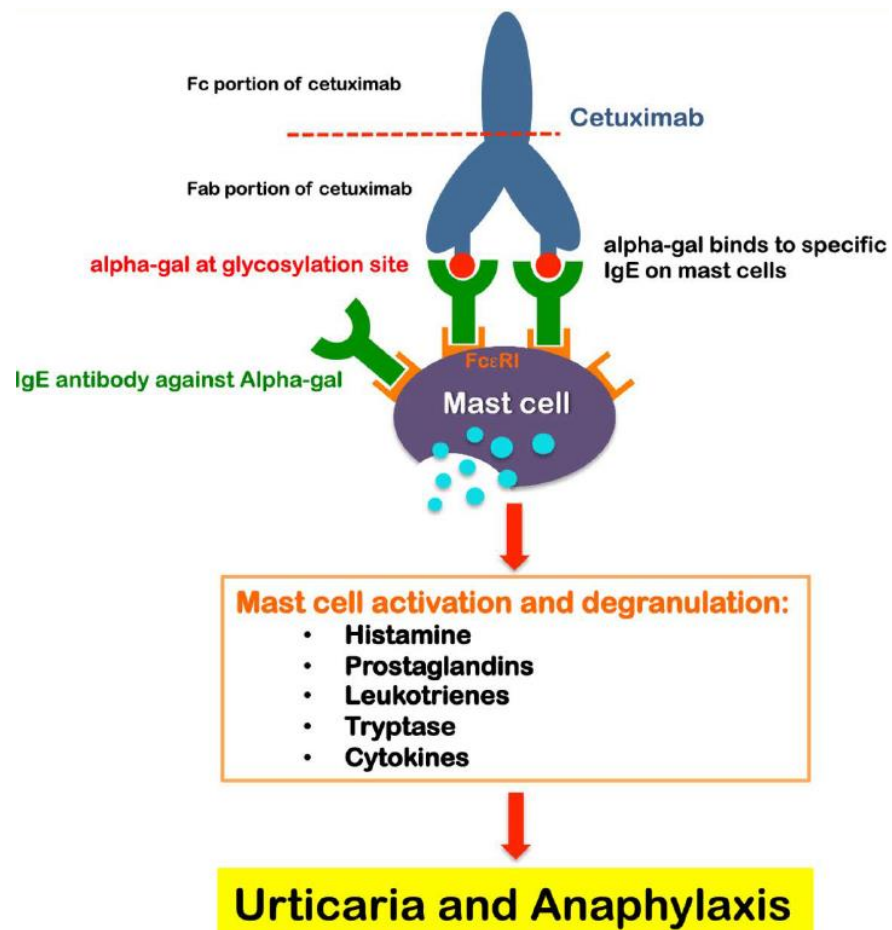 Fc portion of cetuximab
Cetuximab
Fab portion of cetuximab
alpha-gal at glycosylation site
alpha-gal binds to specific
IgE on mast cells
FcεRI
IgE antibody against Alpha-gal
Mast cell
Mast cell activation and degranulation:
• Histamine
• Prostaglandins
• Leukotrienes
• Tryptase
• Cytokines
Urticaria and Anaphylaxis